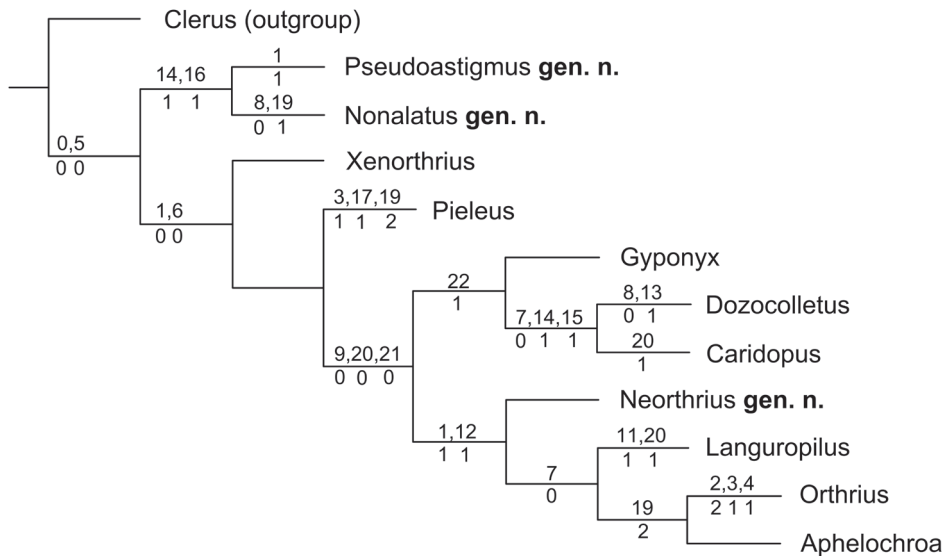 Clerus (outgroup)
1
14,16
Pseudoastigmus gen. n.
1 1
1
8,19
Nonalatus gen. n.
0 1
0,5
0 0
Xenorthrius
1,6
0 0
3,17,19
Pieleus
1 1 2
Gyponyx
22
1
8,13
Dozocolletus
0 1
7,14,15
0 1 1
20
Caridopus
1
9,20,21
0 0 0
Neorthrius gen. n.
1,12
1 1
11,20
Languropilus
1 1
7
0
2,3,4
Orthrius
2 1 1
19
2
Aphelochroa